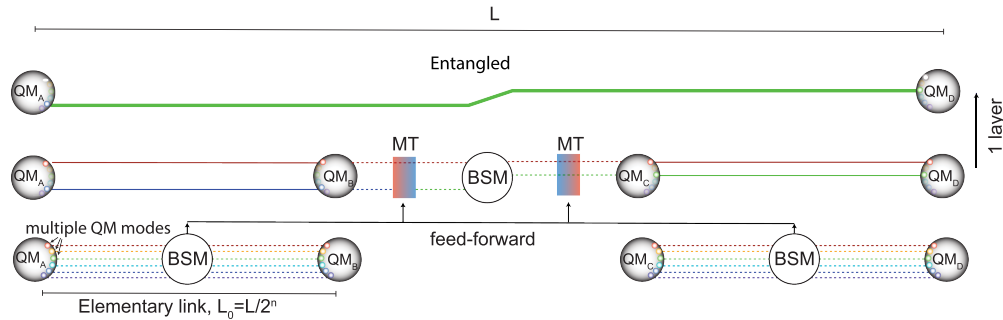 L
Entangled
QM_A
QM_D
1 layer
MT
MT
QM_A
QM_B
BSM
QM_C
QM_D
multiple QM modes
feed-forward
QM_A
BSM
QM_B
QM_C
BSM
QM_D
Elementary link, L_0=L/2^n